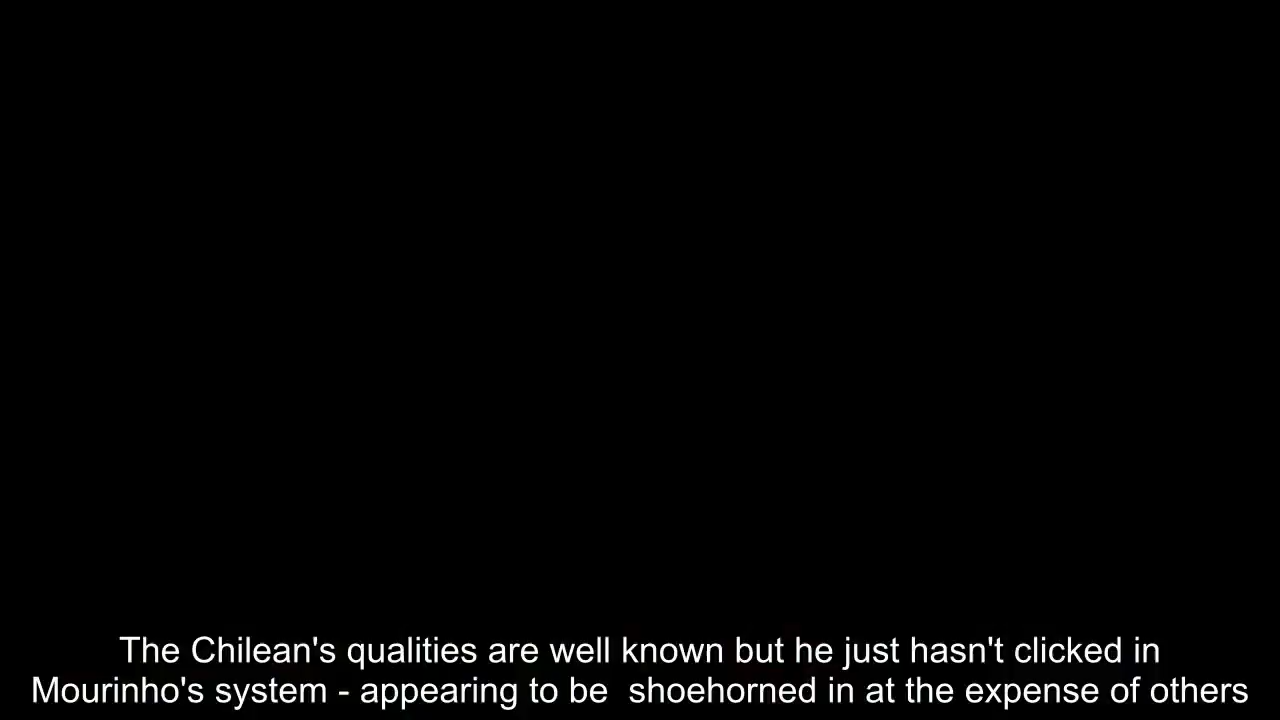 The Chilean's qualities are well known but he just hasn't clicked in
Mourinho's system - appearing to be  shoehorned in at the expense of others